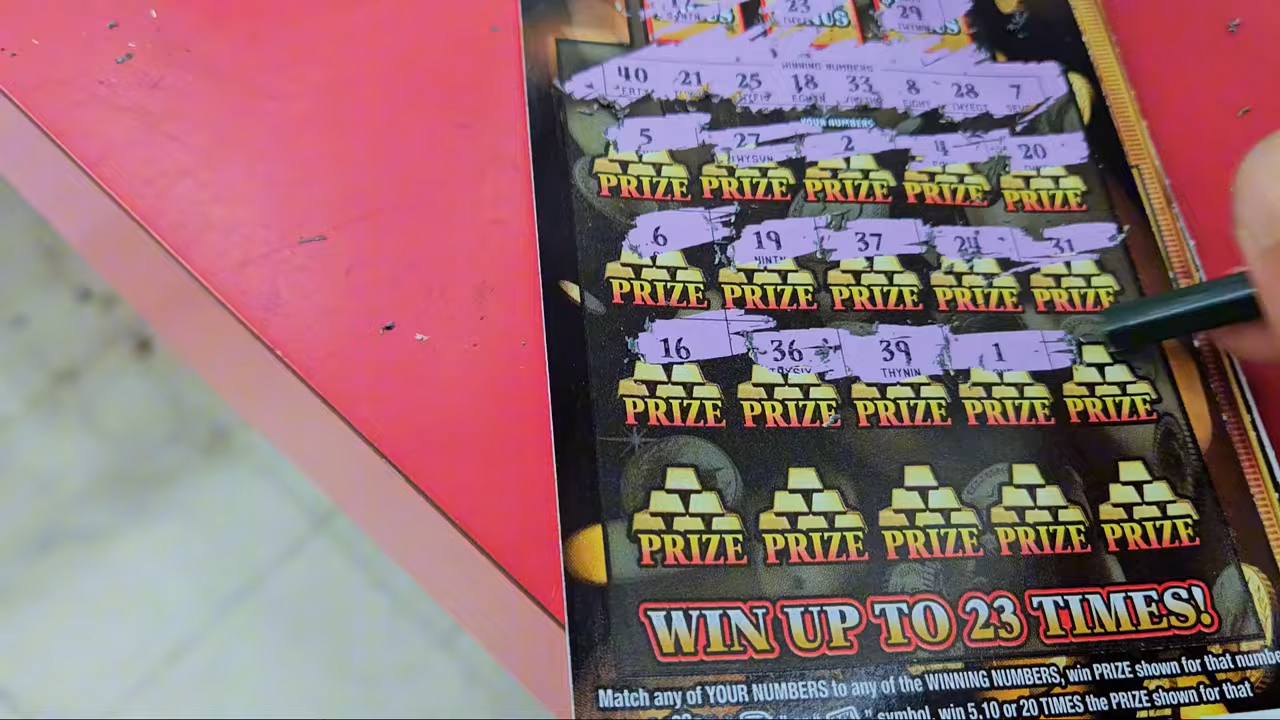 23
29
WINNING NUMBERS
40 21 25 18 33 8 28 7
YOUR NUMBERS
5 27 2 4 20
THYSVN
PRIZE PRIZE PRIZE PRIZE PRIZE
6 19 37 24 31
PRIZE PRIZE PRIZE PRIZE PRIZE
16 36 39 1
THYNIN
PRIZE PRIZE PRIZE PRIZE PRIZE
PRIZE PRIZE PRIZE PRIZE PRIZE
WIN UP TO 23 TIMES!
Match any of YOUR NUMBERS to any of the WINNING NUMBERS, win PRIZE shown for that
symbol, win 5,10 or 20 TIMES the PRIZE shown for that